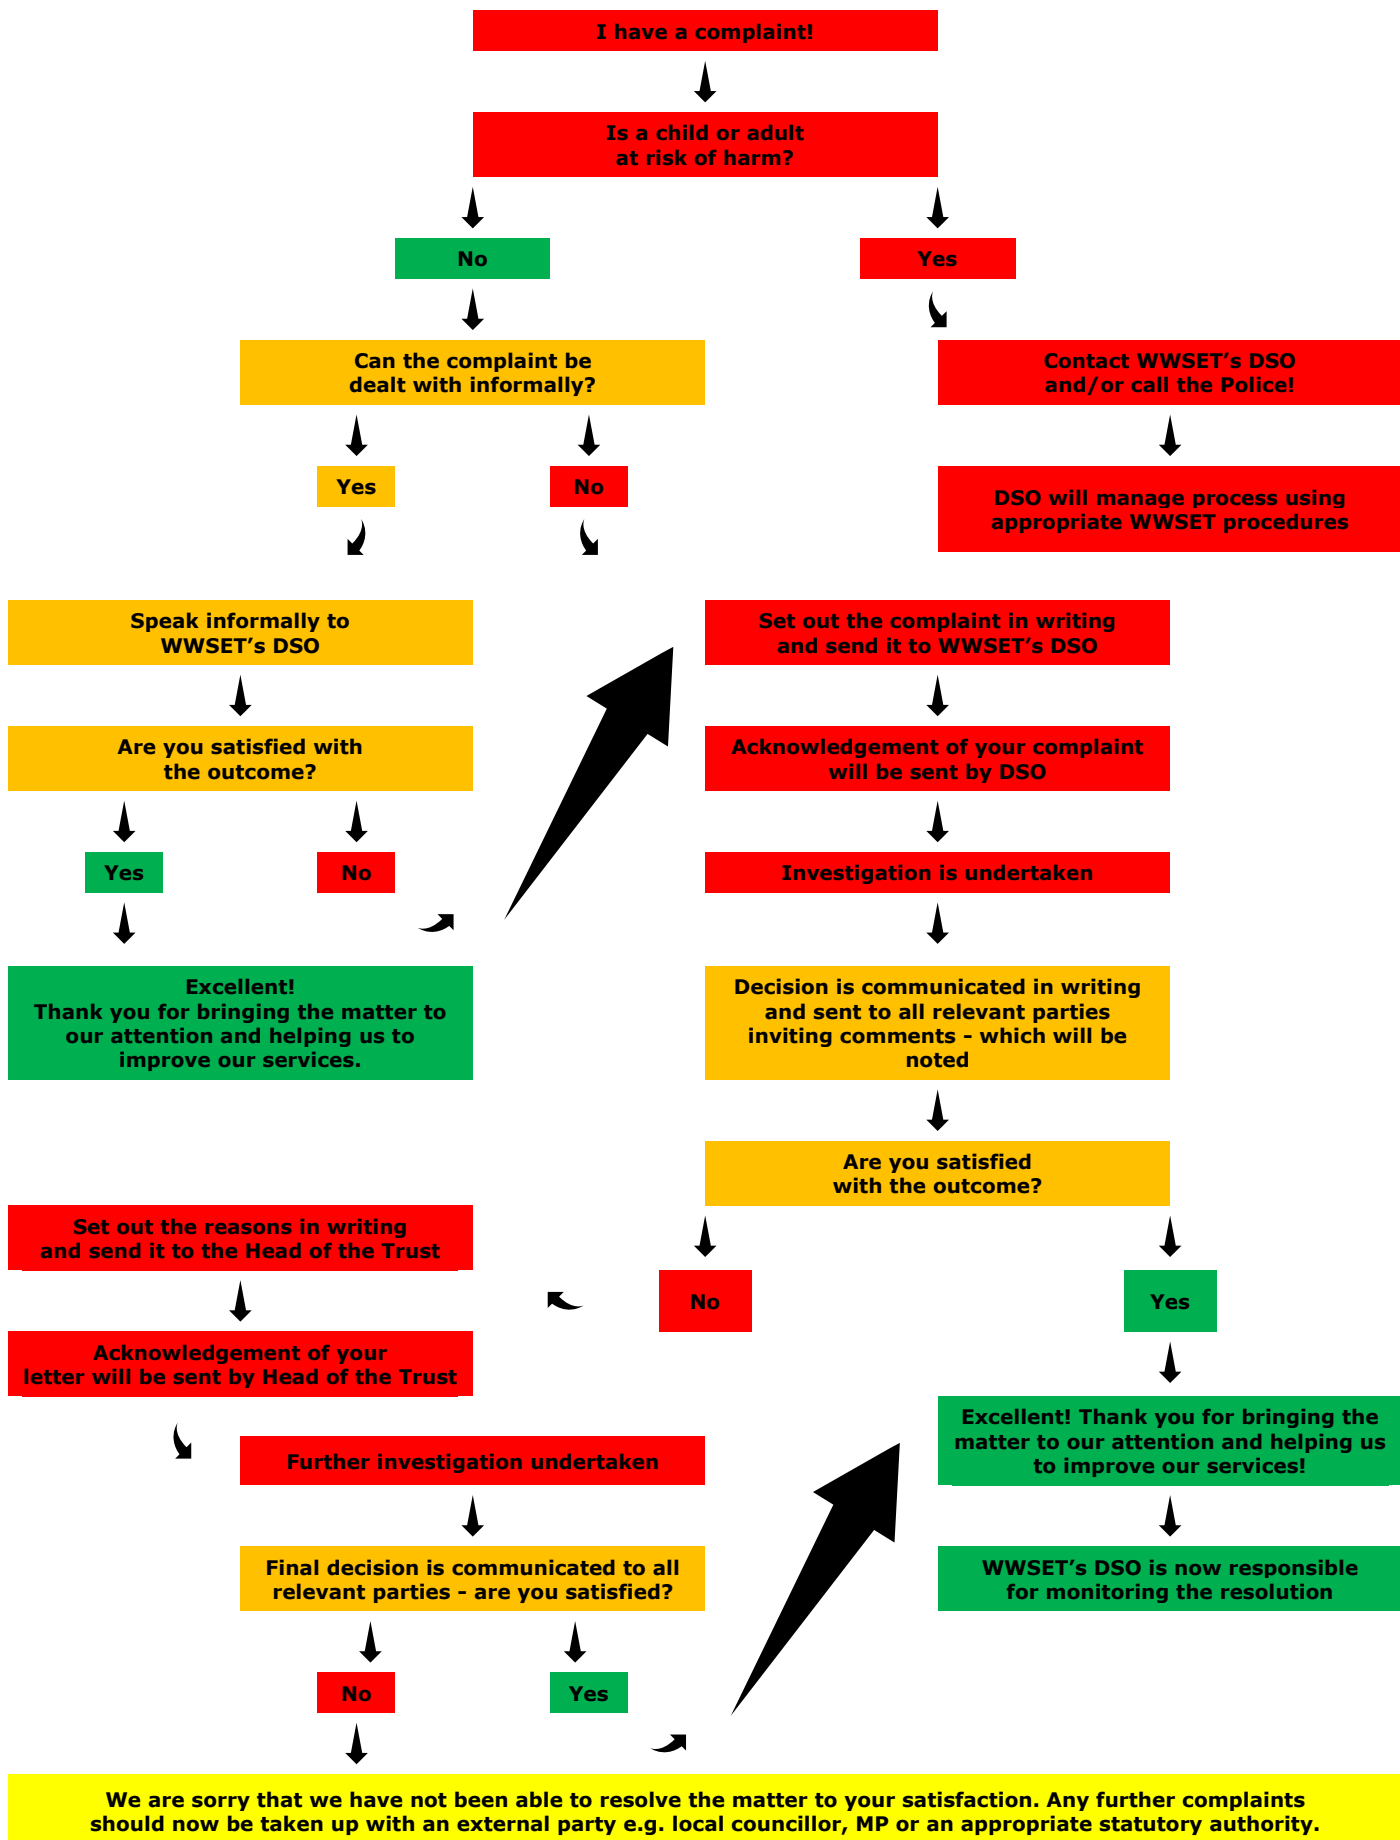 I have a complaint!
Is a child or adult
at risk of harm?
No
Yes
Can the complaint be
dealt with informally?
Contact WWSET’s DSO
and/or call the Police!
Yes
No
DSO will manage process using
appropriate WWSET procedures
Speak informally to
WWSET’s DSO
Set out the complaint in writing
and send it to WWSET’s DSO
Are you satisfied with
the outcome?
Acknowledgement of your complaint
will be sent by DSO
Yes
No
Investigation is undertaken
Excellent!
Thank you for bringing the matter to
our attention and helping us to
improve our services.
Decision is communicated in writing
and sent to all relevant parties
inviting comments – which will be
noted
Are you satisfied
with the outcome?
Set out the reasons in writing
and send it to the Head of the Trust
No
Yes
Acknowledgement of your
letter will be sent by Head of the Trust
Excellent! Thank you for bringing the
matter to our attention and helping us
to improve our services!
Further investigation undertaken
Final decision is communicated to all
relevant parties – are you satisfied?
WWSET’s DSO is now responsible
for monitoring the resolution
No
Yes
We are sorry that we have not been able to resolve the matter to your satisfaction. Any further complaints
should now be taken up with an external party e.g. local councillor, MP or an appropriate statutory authority.